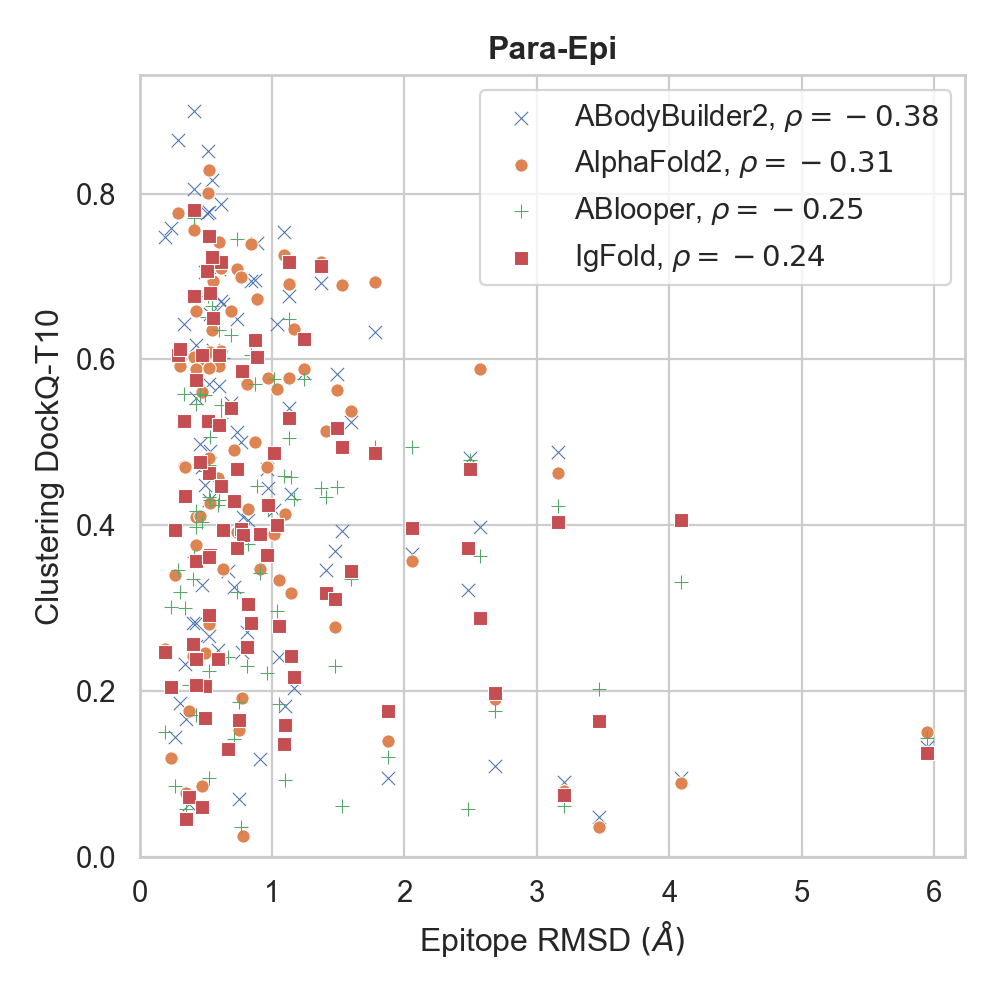 Para-Epi
ABodyBuilder2, ρ = −0.38
AlphaFold2, ρ = −0.31
ABlooper, ρ = −0.25
IgFold, ρ = −0.24
Clustering DockQ-T10
0.8
0.6
0.4
0.2
0.0
0 1 2 3 4 5 6
Epitope RMSD (Å)